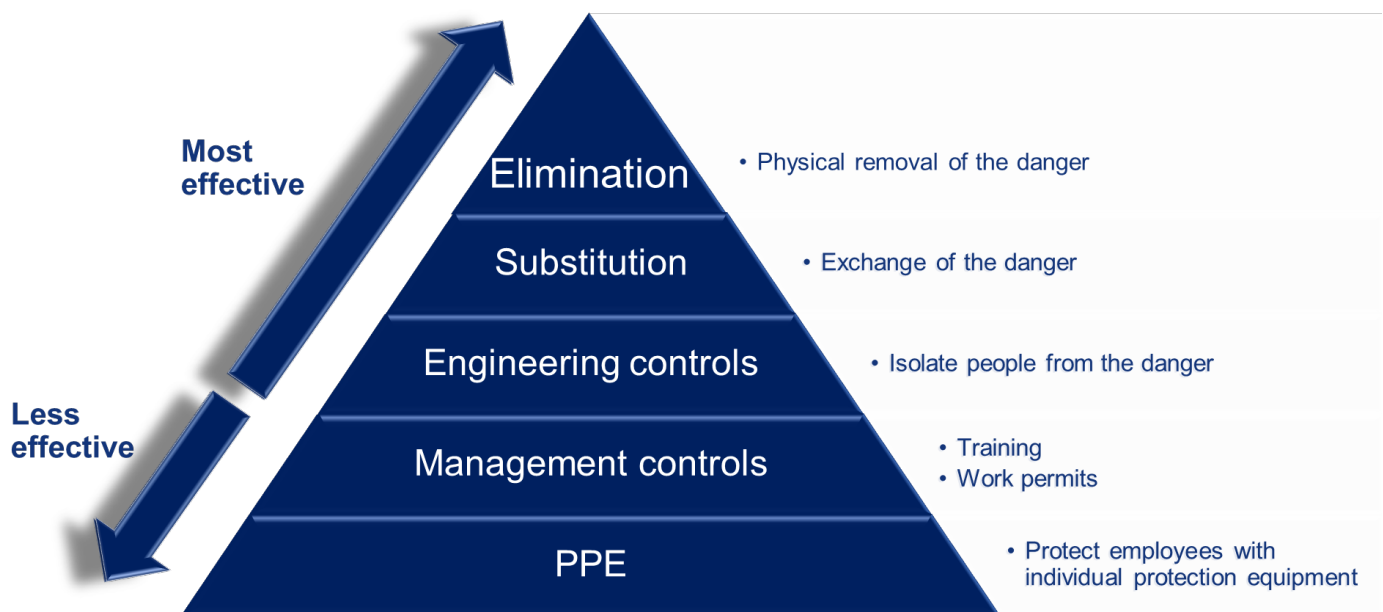 Most
effective
Less
effective
Elimination
• Physical removal of the danger
Substitution
• Exchange of the danger
Engineering controls
• Isolate people from the danger
Management controls
• Training
• Work permits
PPE
• Protect employees with
individual protection equipment